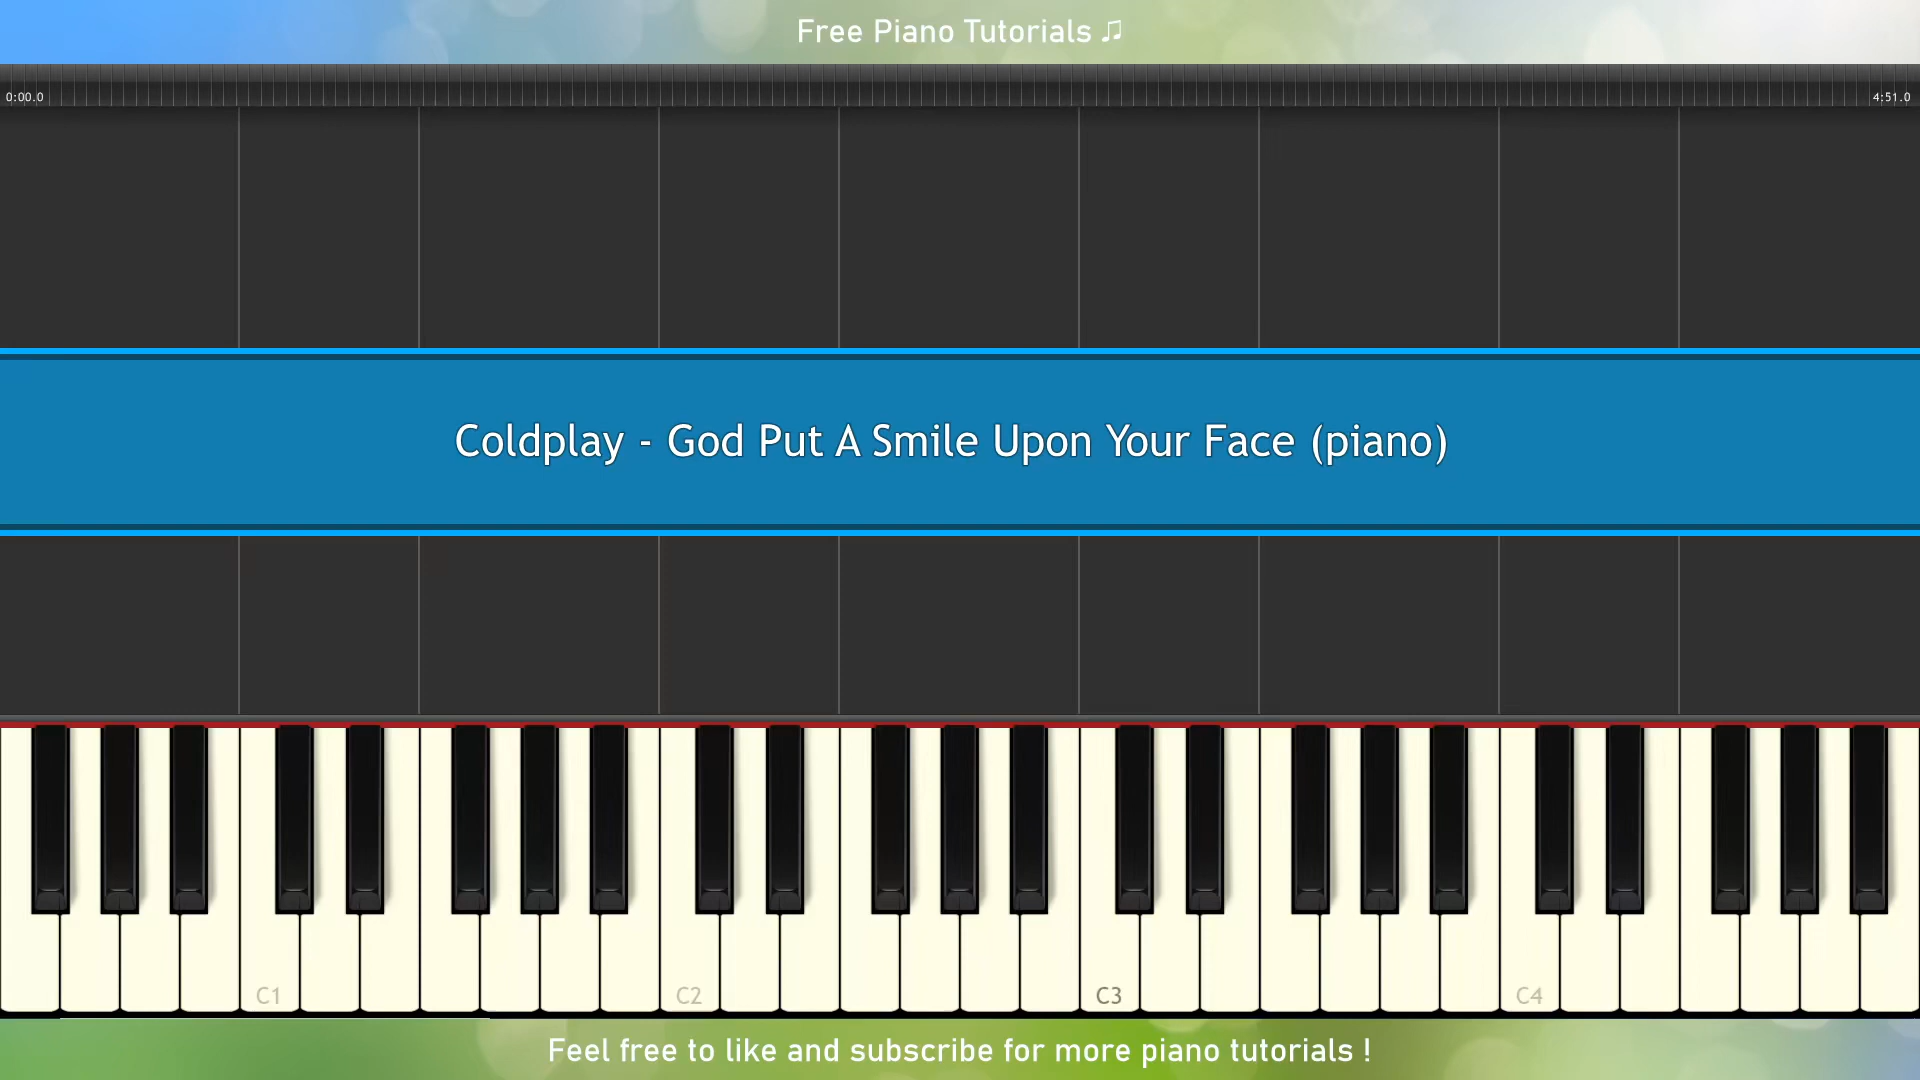 Free Piano Tutorials ♫
0:00.0
4:51.0
Coldplay - God Put A Smile Upon Your Face (piano)
C1
C2
C3
C4
Feel free to like and subscribe for more piano tutorials !